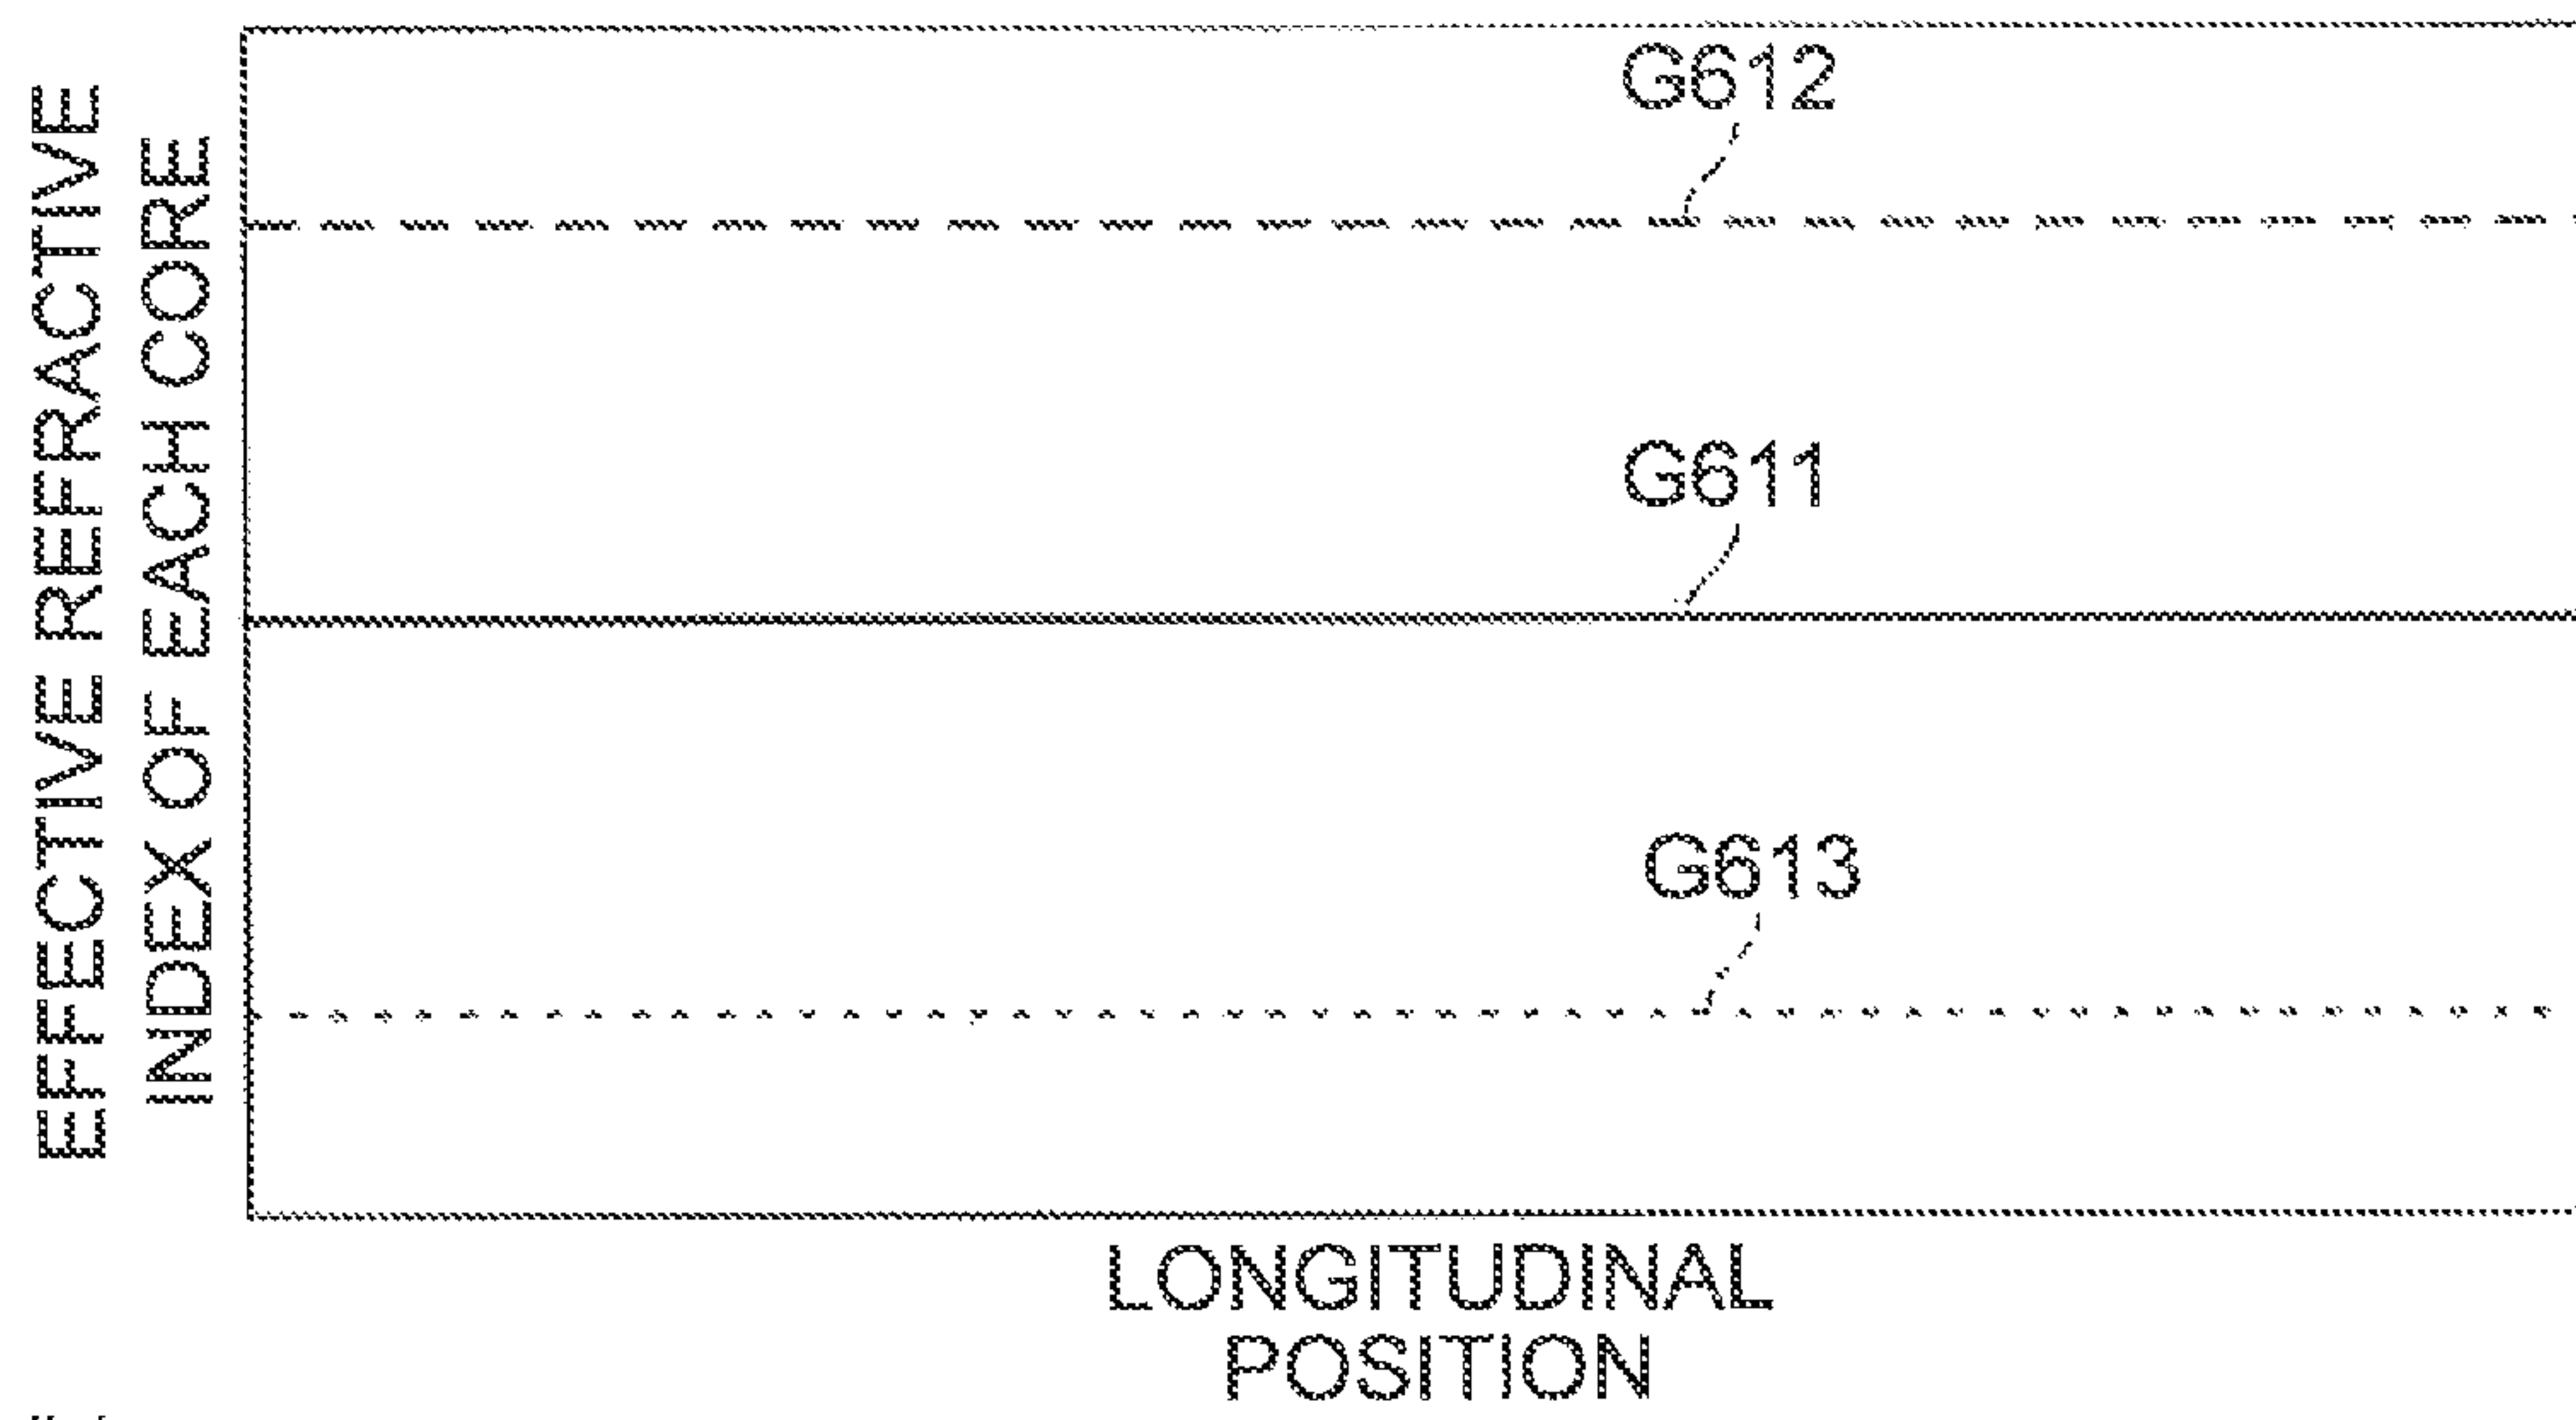 EFFECTIVE REFRACTIVE
INDEX OF EACH CORE
G612
G611
G613
LONGITUDINAL
POSITION